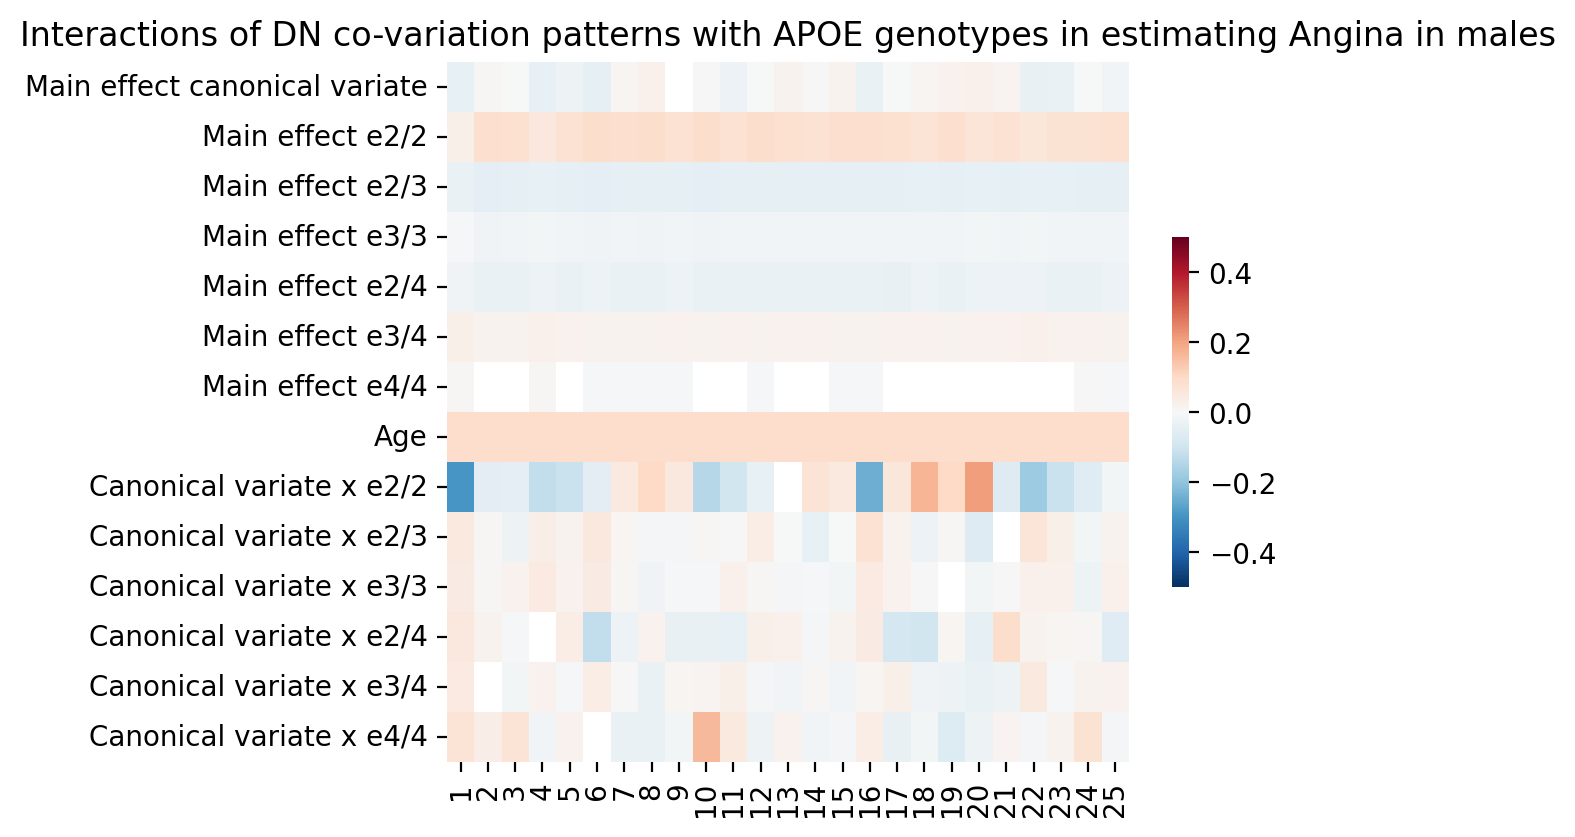 Interactions of DN co-variation patterns with APOE genotypes in estimating Angina in males
Main effect canonical variate
Main effect e2/2
Main effect e2/3
Main effect e3/3
Main effect e2/4
Main effect e3/4
Main effect e4/4
Age
Canonical variate x e2/2
Canonical variate x e2/3
Canonical variate x e3/3
Canonical variate x e2/4
Canonical variate x e3/4
Canonical variate x e4/4
1 2 3 4 5 6 7 8 9 10 11 12 13 14 15 16 17 18 19 20 21 22 23 24 25
0.4
0.2
0.0
−0.2
−0.4